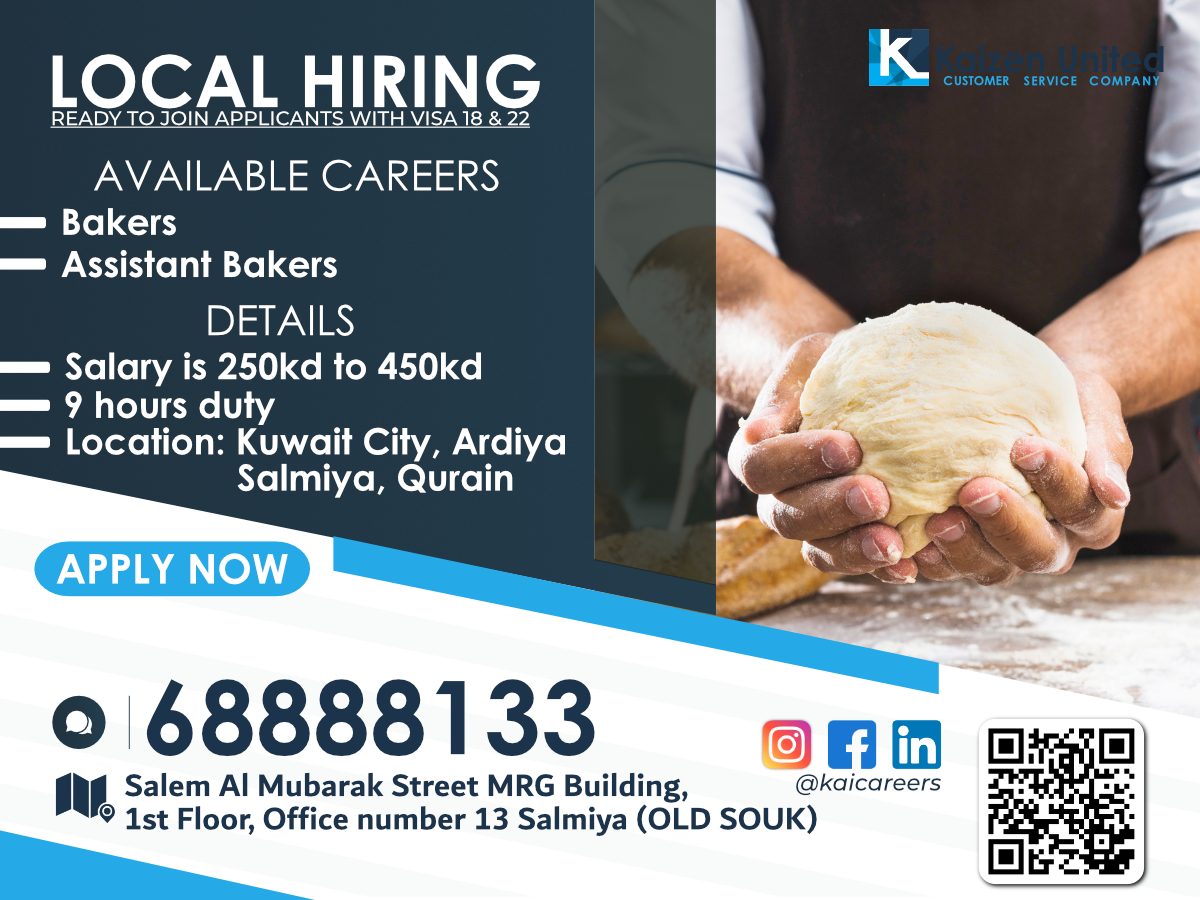 LOCAL HIRING
READY TO JOIN APPLICANTS WITH VISA 18 & 22
Kaizen United
CUSTOMER SERVICE COMPANY
AVAILABLE CAREERS
Bakers
Assistant Bakers
DETAILS
Salary is 250kd to 450kd
9 hours duty
Location: Kuwait City, Ardiya
Salmiya, Qurain
APPLY NOW
68888133
Salem Al Mubarak Street MRG Building,
1st Floor, Office number 13 Salmiya (OLD SOUK)
@kaicareers